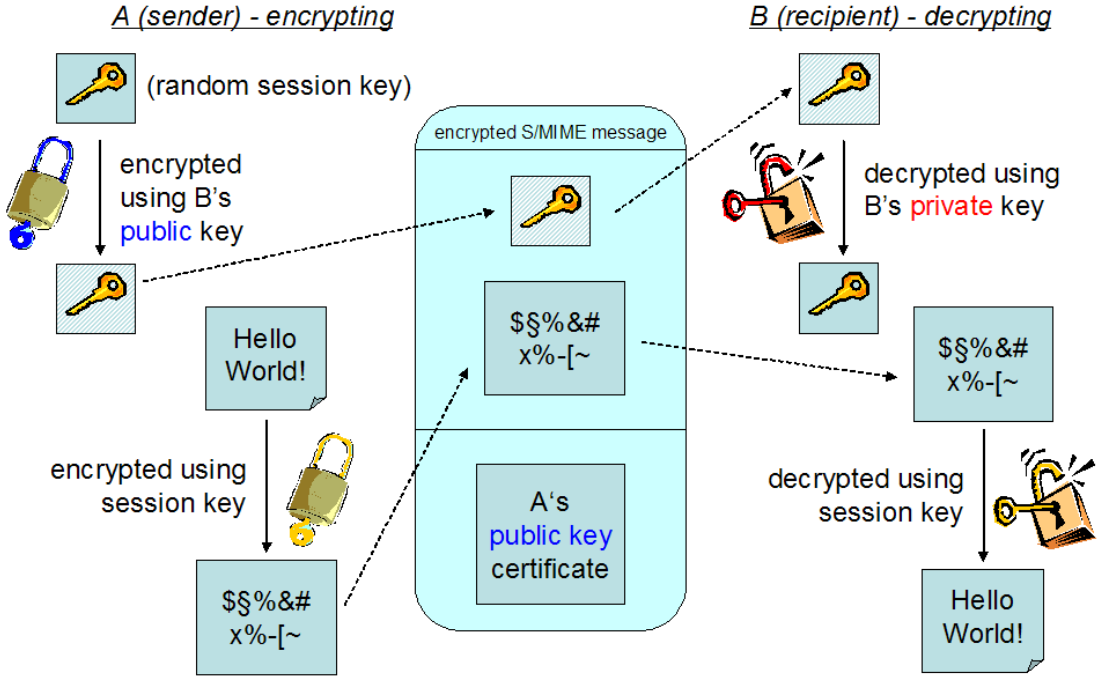 A (sender) - encrypting
B (recipient) - decrypting
(random session key)
encrypted
using B's
public key
Hello
World!
encrypted using
session key
$§%&#
x%-[~
encrypted S/MIME message
$§%&#
x%-[~
A‘s
public key
certificate
decrypted using
B's private key
$§%&#
x%-[~
decrypted using
session key
Hello
World!